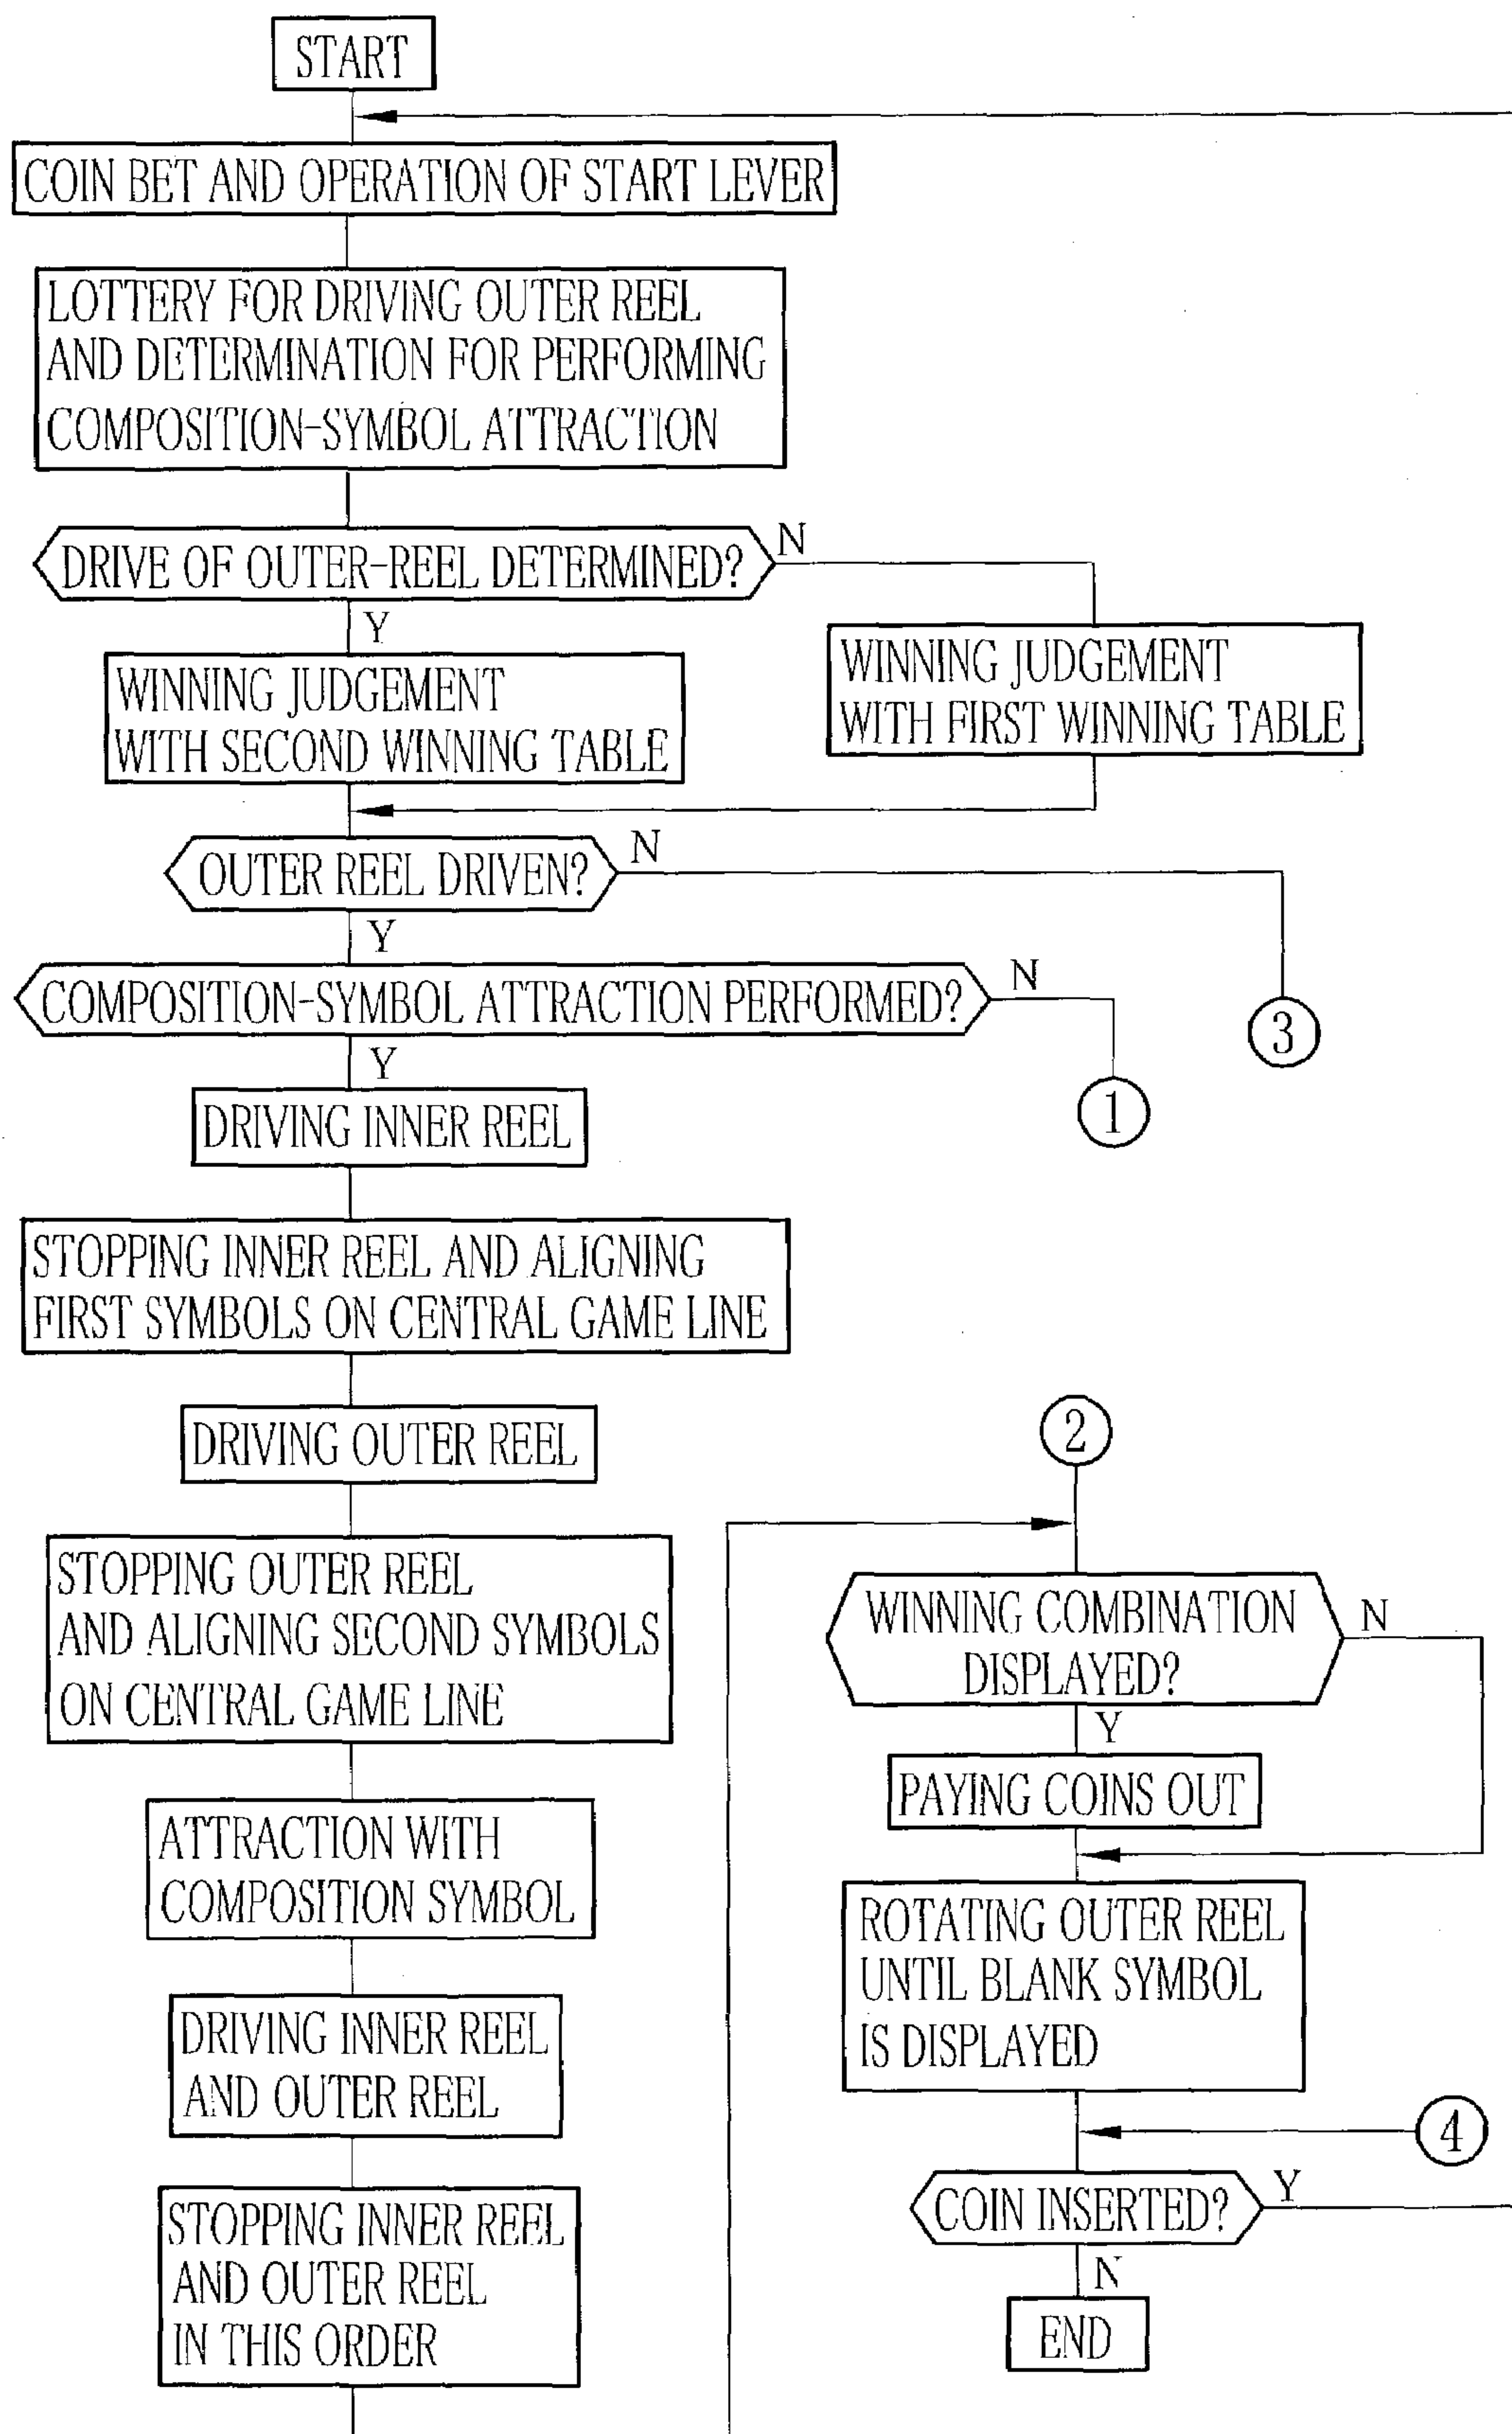 START
COIN BET AND OPERATION OF START LEVER
LOTTERY FOR DRIVING OUTER REEL
AND DETERMINATION FOR PERFORMING
COMPOSITION-SYMBOL ATTRACTION
DRIVE OF OUTER-REEL DETERMINED?
N
Y
WINNING JUDGEMENT
WITH SECOND WINNING TABLE
WINNING JUDGEMENT
WITH FIRST WINNING TABLE
OUTER REEL DRIVEN?
N
Y
3
COMPOSITION-SYMBOL ATTRACTION PERFORMED?
N
Y
1
DRIVING INNER REEL
STOPPING INNER REEL AND ALIGNING
FIRST SYMBOLS ON CENTRAL GAME LINE
DRIVING OUTER REEL
STOPPING OUTER REEL
AND ALIGNING SECOND SYMBOLS
ON CENTRAL GAME LINE
ATTRACTION WITH
COMPOSITION SYMBOL
DRIVING INNER REEL
AND OUTER REEL
STOPPING INNER REEL
AND OUTER REEL
IN THIS ORDER
2
WINNING COMBINATION
DISPLAYED?
N
Y
PAYING COINS OUT
ROTATING OUTER REEL
UNTIL BLANK SYMBOL
IS DISPLAYED
4
COIN INSERTED?
Y
N
END